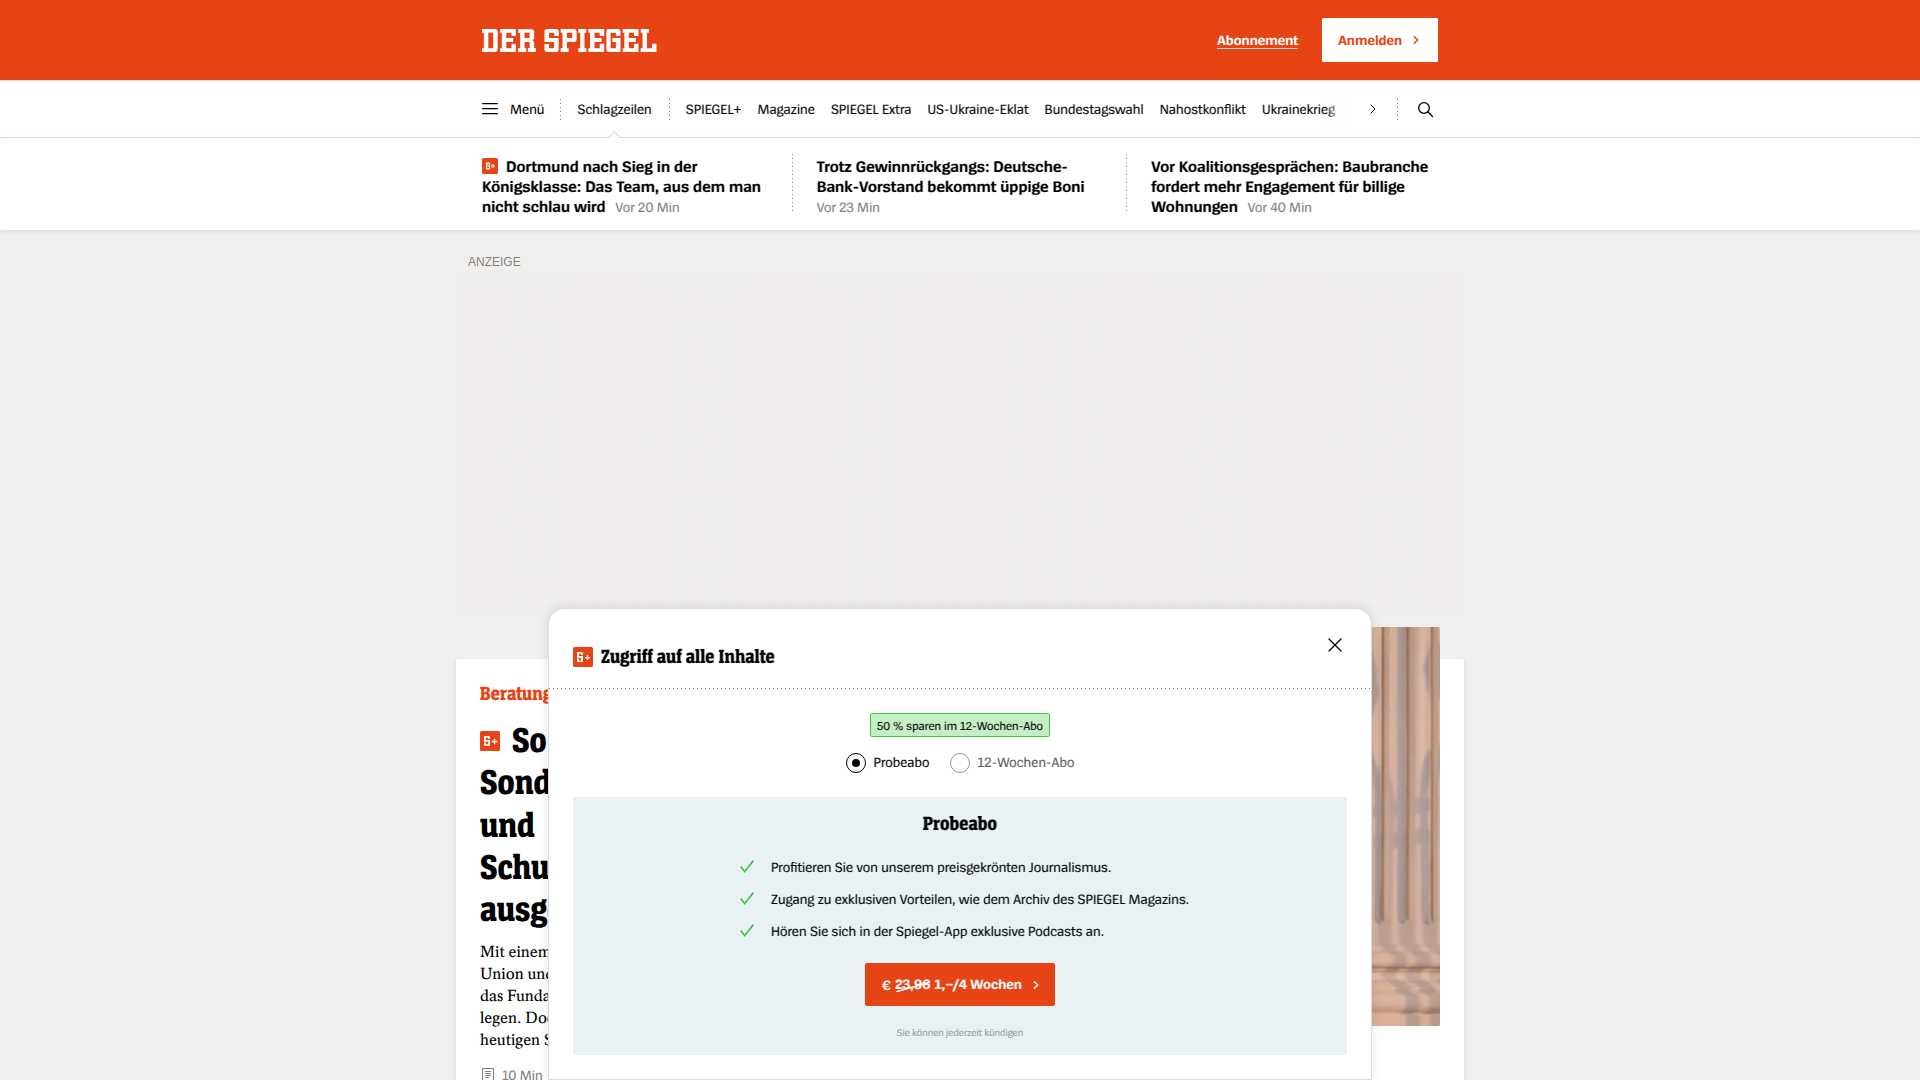 DER SPIEGEL
Abonnement
Anmelden
Menü
Schlagzeilen
SPIEGEL+
Magazine
SPIEGEL Extra
US-Ukraine-Eklat
Bundestagswahl
Nahostkonflikt
Ukrainekrieg
S+ Dortmund nach Sieg in der
Königsklasse: Das Team, aus dem man
nicht schlau wird Vor 20 Min
Trotz Gewinnrückgangs: Deutsche-
Bank-Vorstand bekommt üppige Boni
Vor 23 Min
Vor Koalitionsgesprächen: Baubranche
fordert mehr Engagement für billige
Wohnungen Vor 40 Min
ANZEIGE
S+ Zugriff auf alle Inhalte
50 % sparen im 12-Wochen-Abo
Probeabo
12-Wochen-Abo
Probeabo
Profitieren Sie von unserem preisgekrönten Journalismus.
Zugang zu exklusiven Vorteilen, wie dem Archiv des SPIEGEL Magazins.
Hören Sie sich in der Spiegel-App exklusive Podcasts an.
€ 23,96 1,–/4 Wochen
Sie können jederzeit kündigen
Beratung
S+ So
Sond
und
Schu
ausg
Mit einem
Union und
das Funda
legen. Do
heutigen S
10 Min